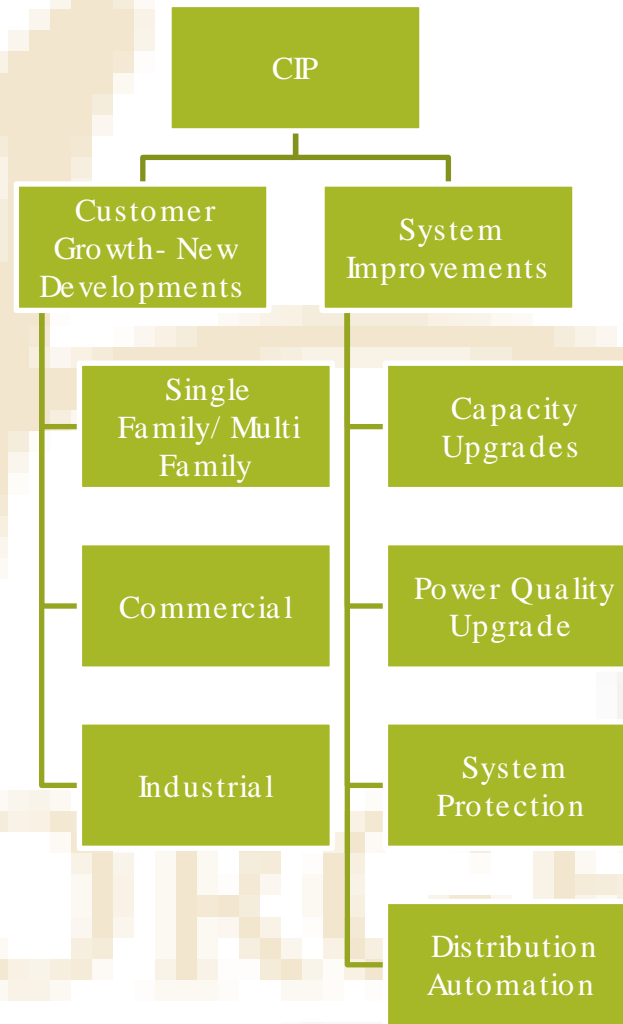 CIP
Customer
Growth- New
Developments
System
Improvements
Single
Family/ Multi
Family
Commercial
Industrial
Capacity
Upgrades
Power Quality
Upgrade
System
Protection
Distribution
Automation